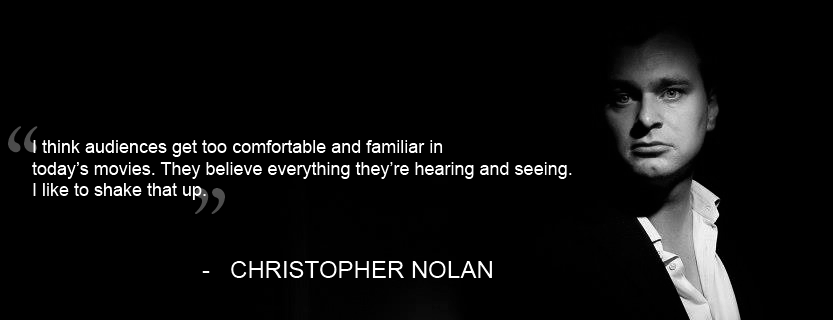 “I think audiences get too comfortable and familiar in
today’s movies. They believe everything they’re hearing and seeing.
I like to shake that up.”
- CHRISTOPHER NOLAN